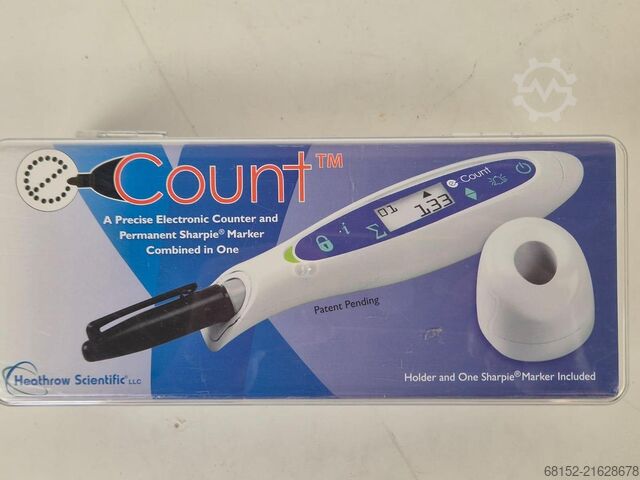 e Count™
A Precise Electronic Counter and
Permanent Sharpie® Marker
Combined in One
e Count
01
133
i
Σ
Patent Pending
Heathrow Scientific® LLC
Holder and One Sharpie® Marker Included
68152-21628678